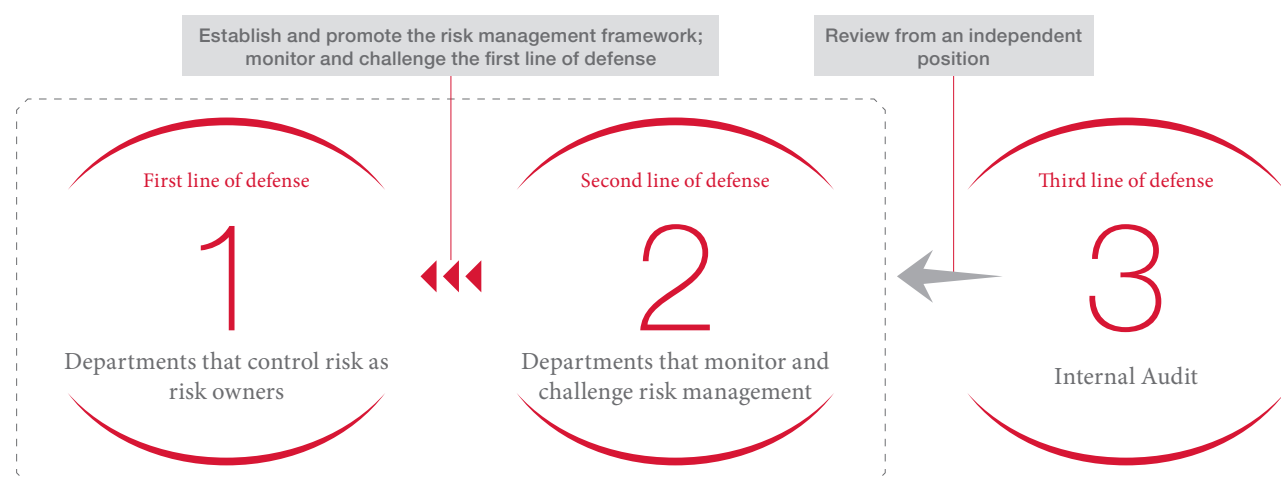 Establish and promote the risk management framework;
monitor and challenge the first line of defense
Review from an independent
position
First line of defense
1
Departments that control risk as
risk owners
Second line of defense
2
Departments that monitor and
challenge risk management
Third line of defense
3
Internal Audit